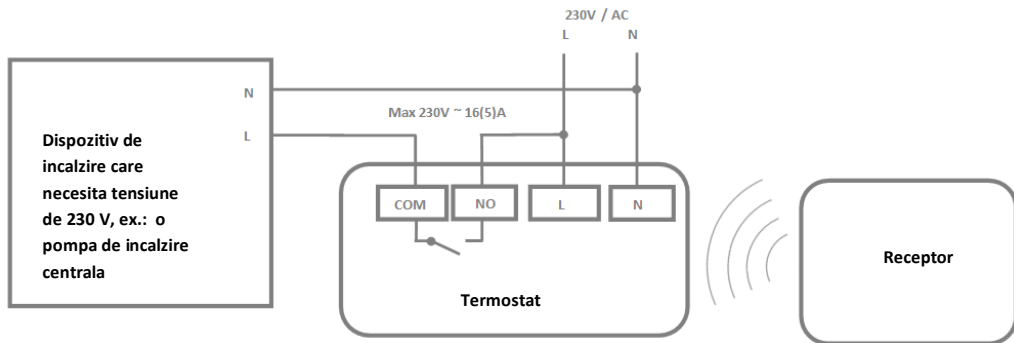 230V / AC
L N
N
Max 230V ~ 16(5)A
L
Dispozitiv de
incalzire care
necesita tensiune
de 230 V, ex.: o
pompa de incalzire
centrala
COM NO L N
Termostat
Receptor